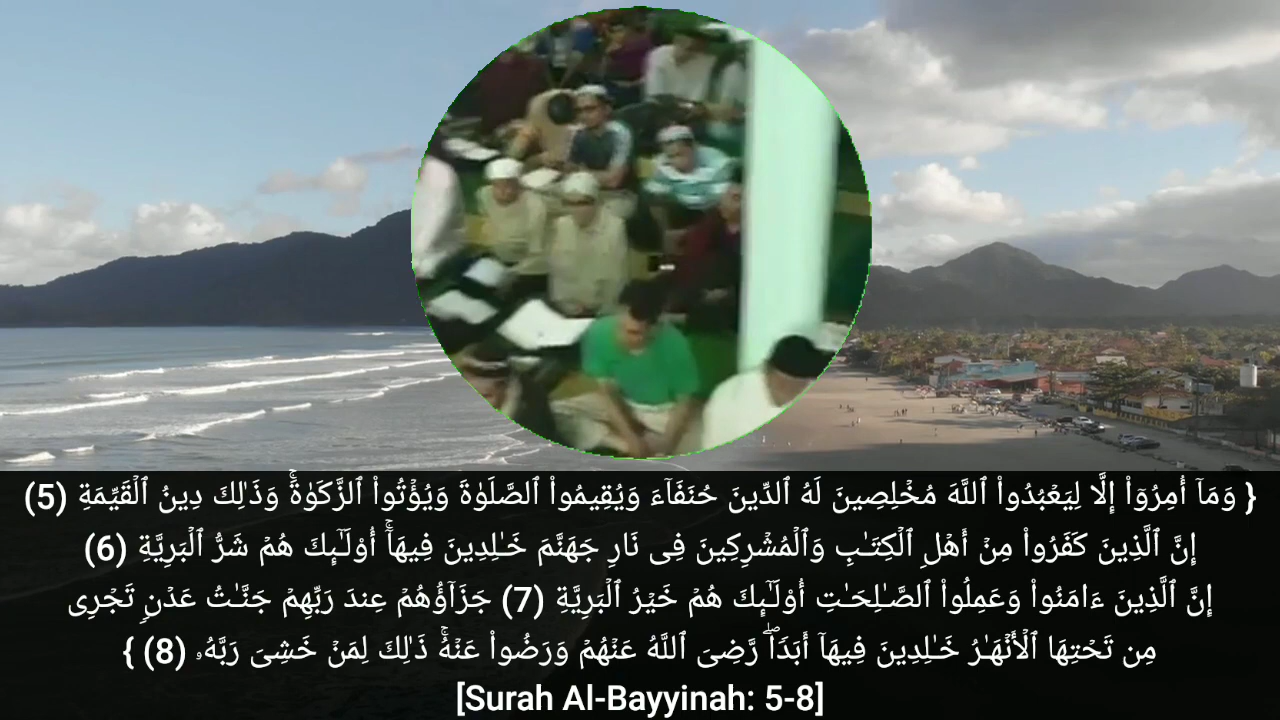 { وَمَآ أُمِرُوٓا۟ إِلَّا لِيَعْبُدُوا۟ ٱللَّهَ مُخْلِصِينَ لَهُ ٱلدِّينَ حُنَفَآءَ وَيُقِيمُوا۟ ٱلصَّلَوٰةَ وَيُؤْتُوا۟ ٱلزَّكَوٰةَۚ وَذَٰلِكَ دِينُ ٱلْقَيِّمَةِ (5)
إِنَّ ٱلَّذِينَ كَفَرُوا۟ مِنْ أَهْلِ ٱلْكِتَـٰبِ وَٱلْمُشْرِكِينَ فِى نَارِ جَهَنَّمَ خَـٰلِدِينَ فِيهَآۚ أُو۟لَـٰٓئِكَ هُمْ شَرُّ ٱلْبَرِيَّةِ (6)
إِنَّ ٱلَّذِينَ ءَامَنُوا۟ وَعَمِلُوا۟ ٱلصَّـٰلِحَـٰتِ أُو۟لَـٰٓئِكَ هُمْ خَيْرُ ٱلْبَرِيَّةِ (7) جَزَآؤُهُمْ عِندَ رَبِّهِمْ جَنَّـٰتُ عَدْنٍ تَجْرِى
مِن تَحْتِهَا ٱلْأَنْهَـٰرُ خَـٰلِدِينَ فِيهَآ أَبَدًاۖ رَّضِىَ ٱللَّهُ عَنْهُمْ وَرَضُوا۟ عَنْهُۚ ذَٰلِكَ لِمَنْ خَشِىَ رَبَّهُۥ (8) }
[Surah Al-Bayyinah: 5-8]